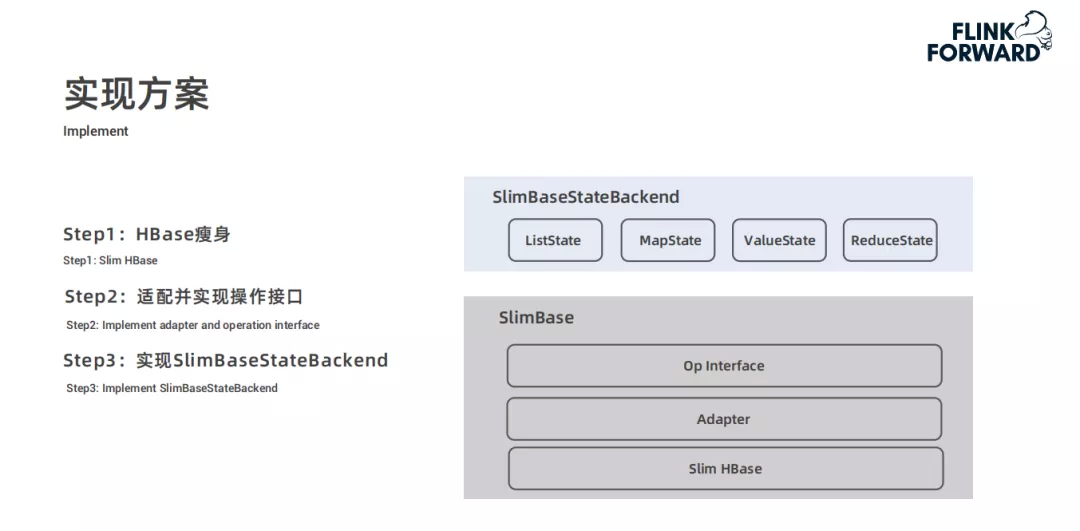 FLINK
FORWARD
实现方案
Implement
Step1：HBase瘦身
Step1: Slim HBase
Step2：适配并实现操作接口
Step2: Implement adapter and operation interface
Step3：实现SlimBaseStateBackend
Step3: Implement SlimBaseStateBackend
SlimBaseStateBackend
ListState MapState ValueState ReduceState
SlimBase
Op Interface
Adapter
Slim HBase